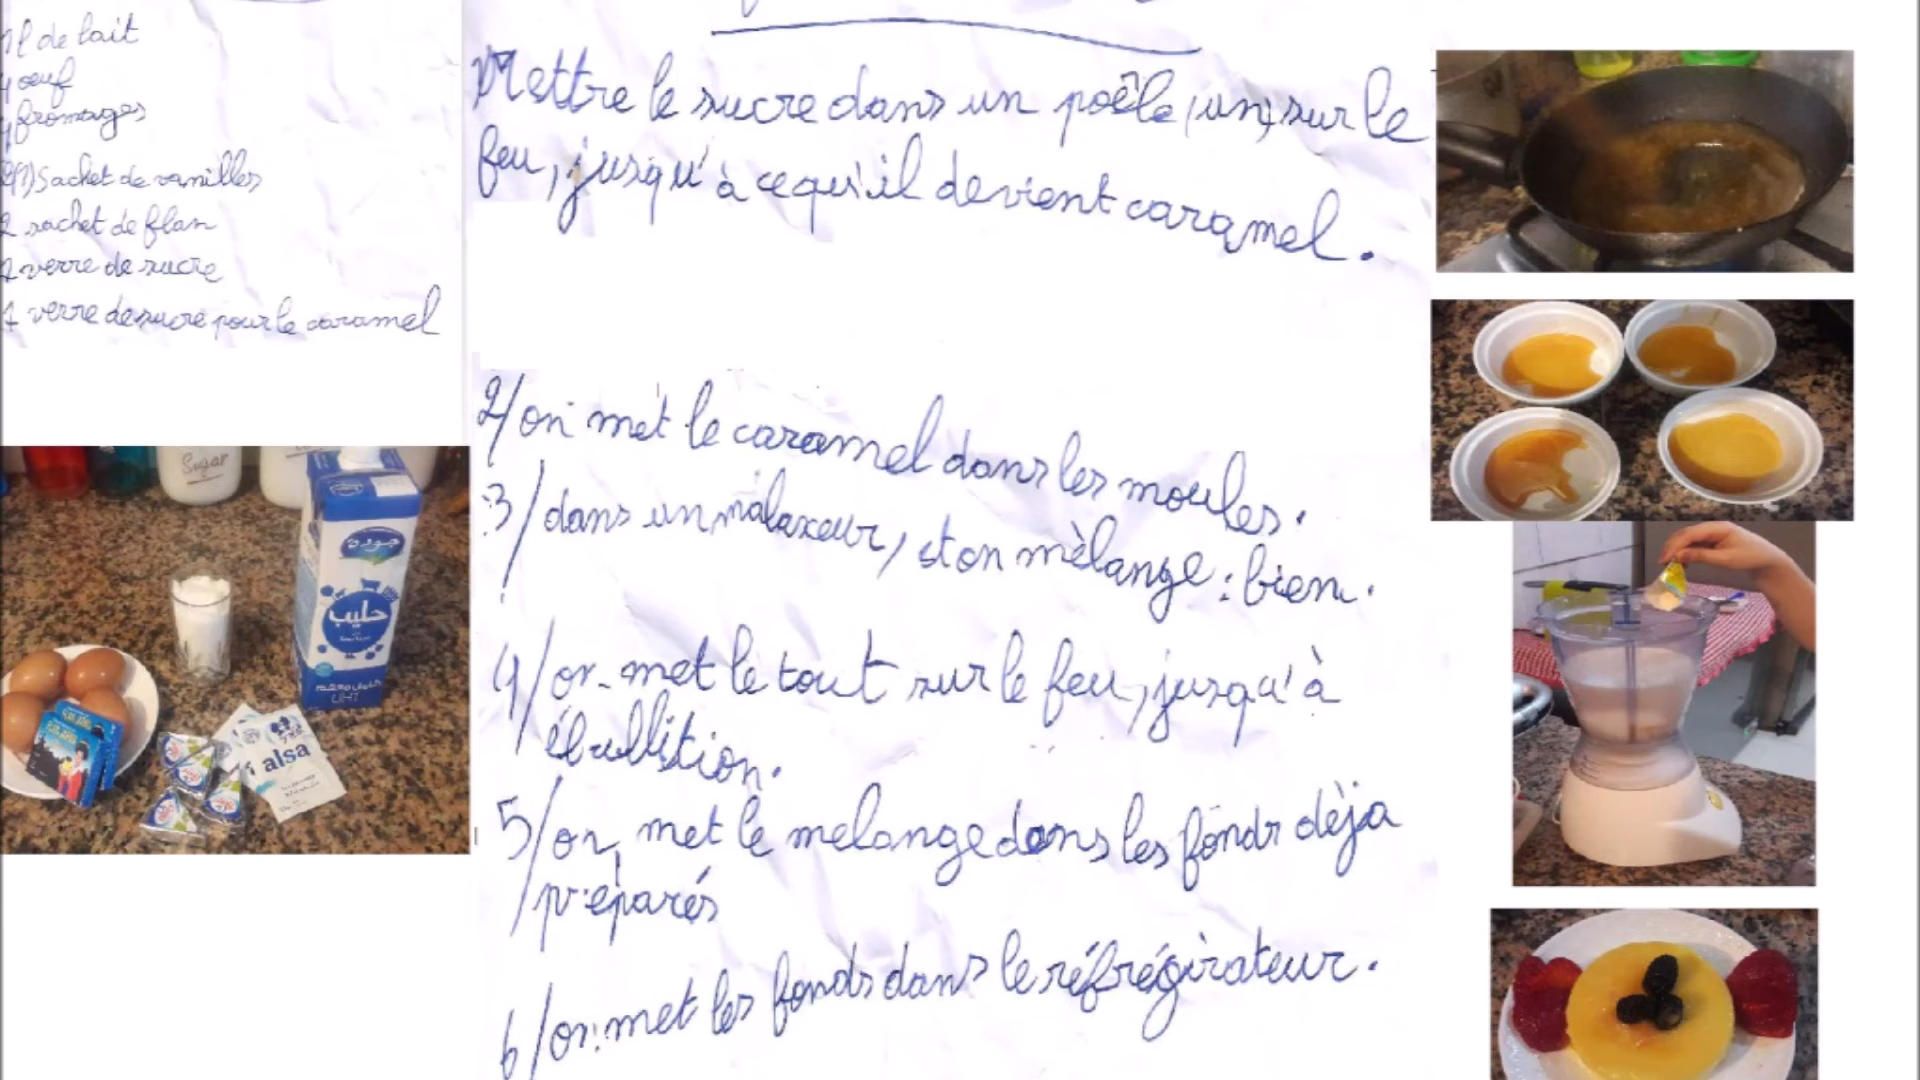 1l de lait
4 oeuf
4 fromages
(1) Sachet de vanilles
2 sachet de flan
1 verre de sucre
1 verre de sucre pour le caramel
Mettre le sucre dans un poêle (un) sur le
feu, jusqu'à ce qu'il devient caramel.
2/ on met le caramel dans les moules.
3/ dans un malaxeur, et on mèlange : bien.
4/ on met le tout sur le feu, jusqu'à
ébullition.
5/ on met le melange dans les fonds dèja
préparés
6/ on met les fonds dans le réfrégirateur.
Sugar
جودة
حليب
alsa